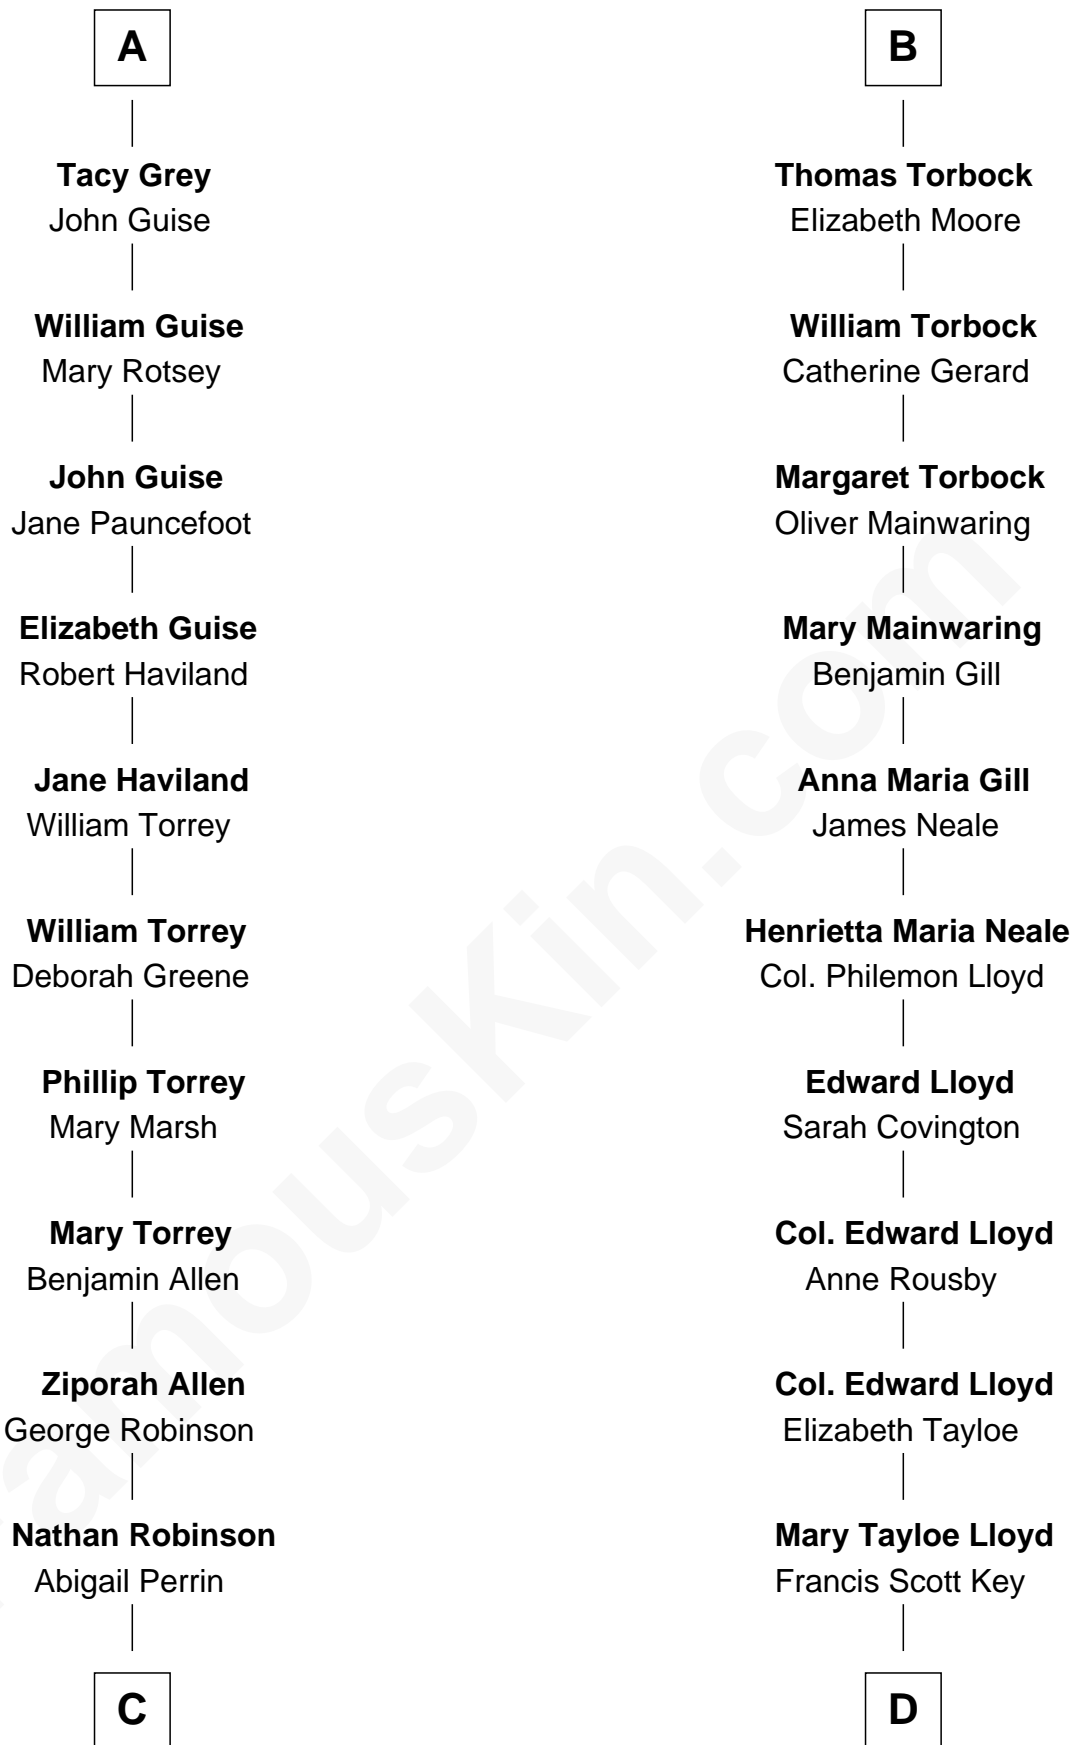 A
Tacy Grey
John Guise
William Guise
Mary Rotsey
John Guise
Jane Pauncefoot
Elizabeth Guise
Robert Haviland
Jane Haviland
William Torrey
William Torrey
Deborah Greene
Phillip Torrey
Mary Marsh
Mary Torrey
Benjamin Allen
Ziporah Allen
George Robinson
Nathan Robinson
Abigail Perrin
C
B
Thomas Torbock
Elizabeth Moore
William Torbock
Catherine Gerard
Margaret Torbock
Oliver Mainwaring
Mary Mainwaring
Benjamin Gill
Anna Maria Gill
James Neale
Henrietta Maria Neale
Col. Philemon Lloyd
Edward Lloyd
Sarah Covington
Col. Edward Lloyd
Anne Rousby
Col. Edward Lloyd
Elizabeth Tayloe
Mary Tayloe Lloyd
Francis Scott Key
D
FamousKin.com